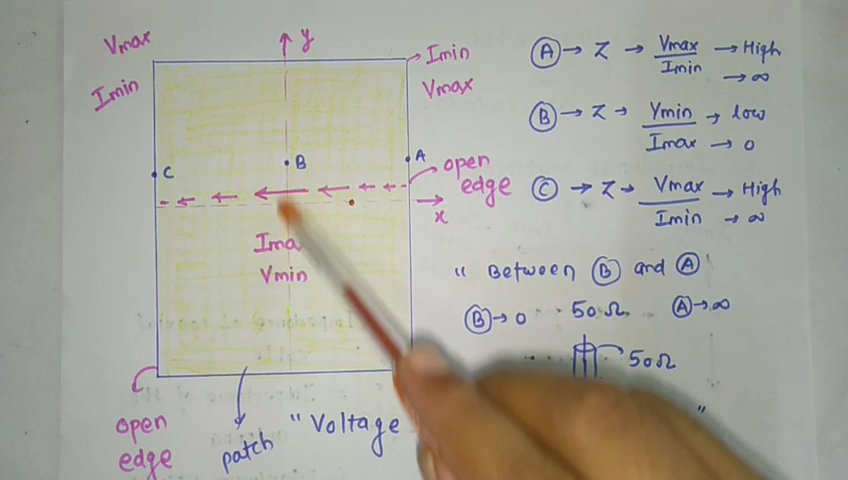 Vmax
Imin
y
Imin
Vmax
C
B
A
open
edge
x
Ima
Vmin
open
edge
patch
" Voltage
A → Z → Vmax → High
Imin → ∞
B → Z → Vmin → low
Imax → 0
C → Z → Vmax → High
Imin → ∞
" Between B and A
B → 0 50Ω A → ∞
50Ω
"